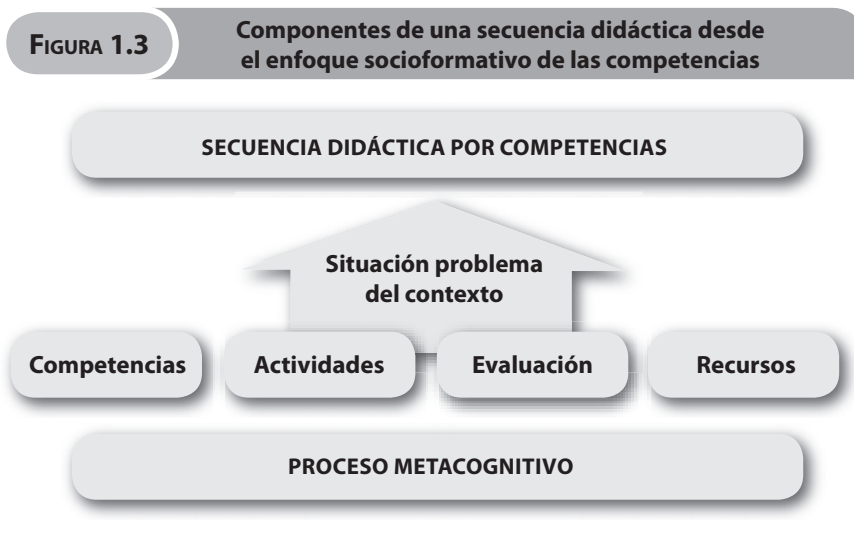 FIGURA 1.3
Componentes de una secuencia didáctica desde
el enfoque socioformativo de las competencias
SECUENCIA DIDÁCTICA POR COMPETENCIAS
Situación problema
del contexto
Competencias
Actividades
Evaluación
Recursos
PROCESO METACOGNITIVO